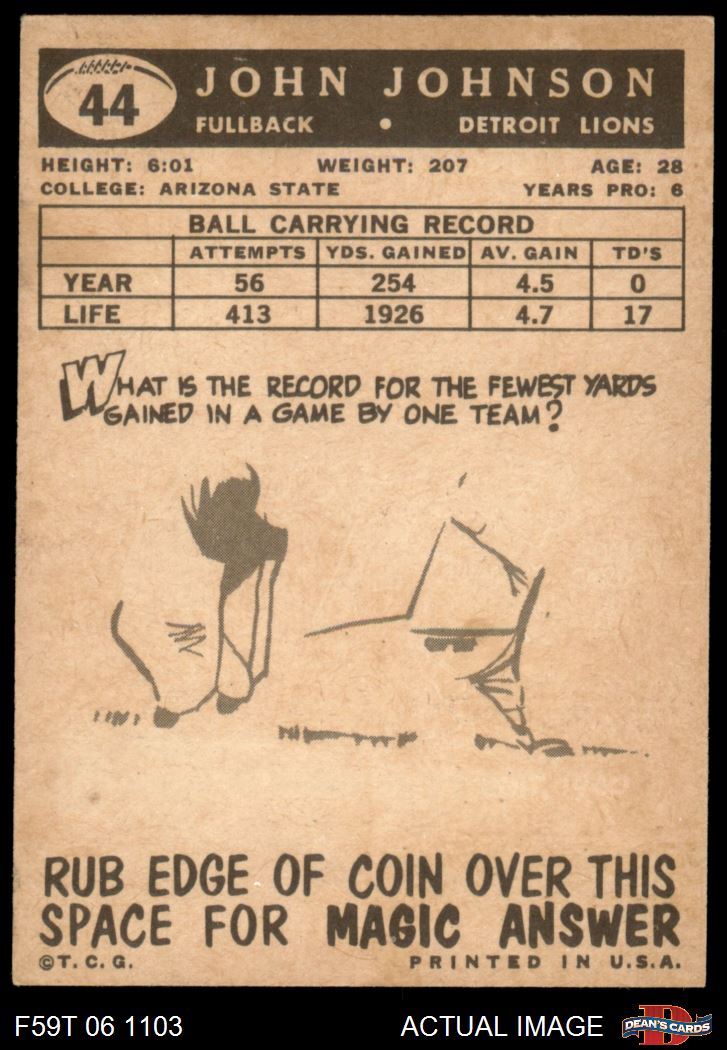 44
JOHN JOHNSON
FULLBACK • DETROIT LIONS
HEIGHT: 6:01 WEIGHT: 207 AGE: 28
COLLEGE: ARIZONA STATE YEARS PRO: 6
BALL CARRYING RECORD
ATTEMPTS YDS. GAINED AV. GAIN TD'S
YEAR 56 254 4.5 0
LIFE 413 1926 4.7 17
WHAT IS THE RECORD FOR THE FEWEST YARDS
GAINED IN A GAME BY ONE TEAM?
RUB EDGE OF COIN OVER THIS
SPACE FOR MAGIC ANSWER
©T.C.G. PRINTED IN U.S.A.
F59T 06 1103 ACTUAL IMAGE D DEAN'S CARDS